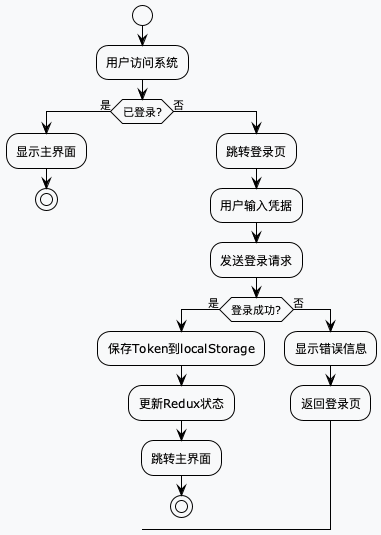 用户访问系统
是
已登录?
否
显示主界面
跳转登录页
用户输入凭据
发送登录请求
是
登录成功?
否
保存Token到localStorage
显示错误信息
更新Redux状态
返回登录页
跳转主界面